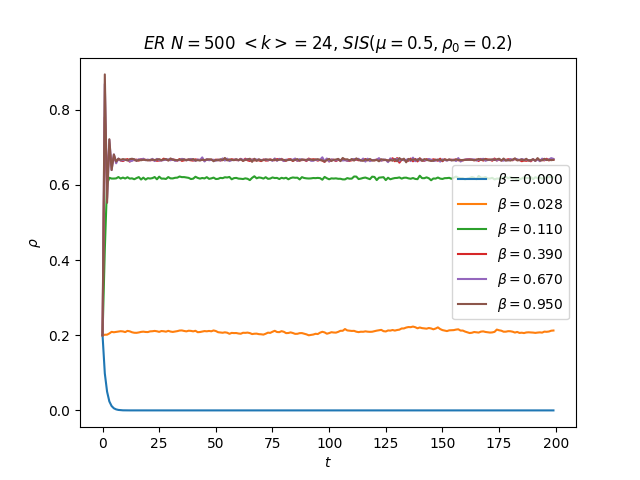 ER N = 500 < k > = 24, SIS(μ = 0.5, ρ₀ = 0.2)
ρ
0.8
0.6
0.4
0.2
0.0
β = 0.000
β = 0.028
β = 0.110
β = 0.390
β = 0.670
β = 0.950
0 25 50 75 100 125 150 175 200
t